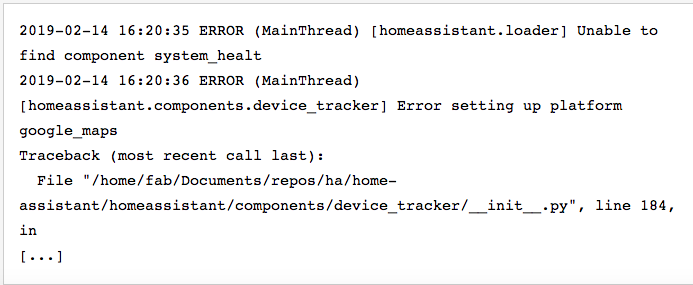 2019-02-14 16:20:35 ERROR (MainThread) [homeassistant.loader] Unable to
find component system_healt
2019-02-14 16:20:36 ERROR (MainThread)
[homeassistant.components.device_tracker] Error setting up platform
google_maps
Traceback (most recent call last):
  File "/home/fab/Documents/repos/ha/home-
assistant/homeassistant/components/device_tracker/__init__.py", line 184,
in
[...]